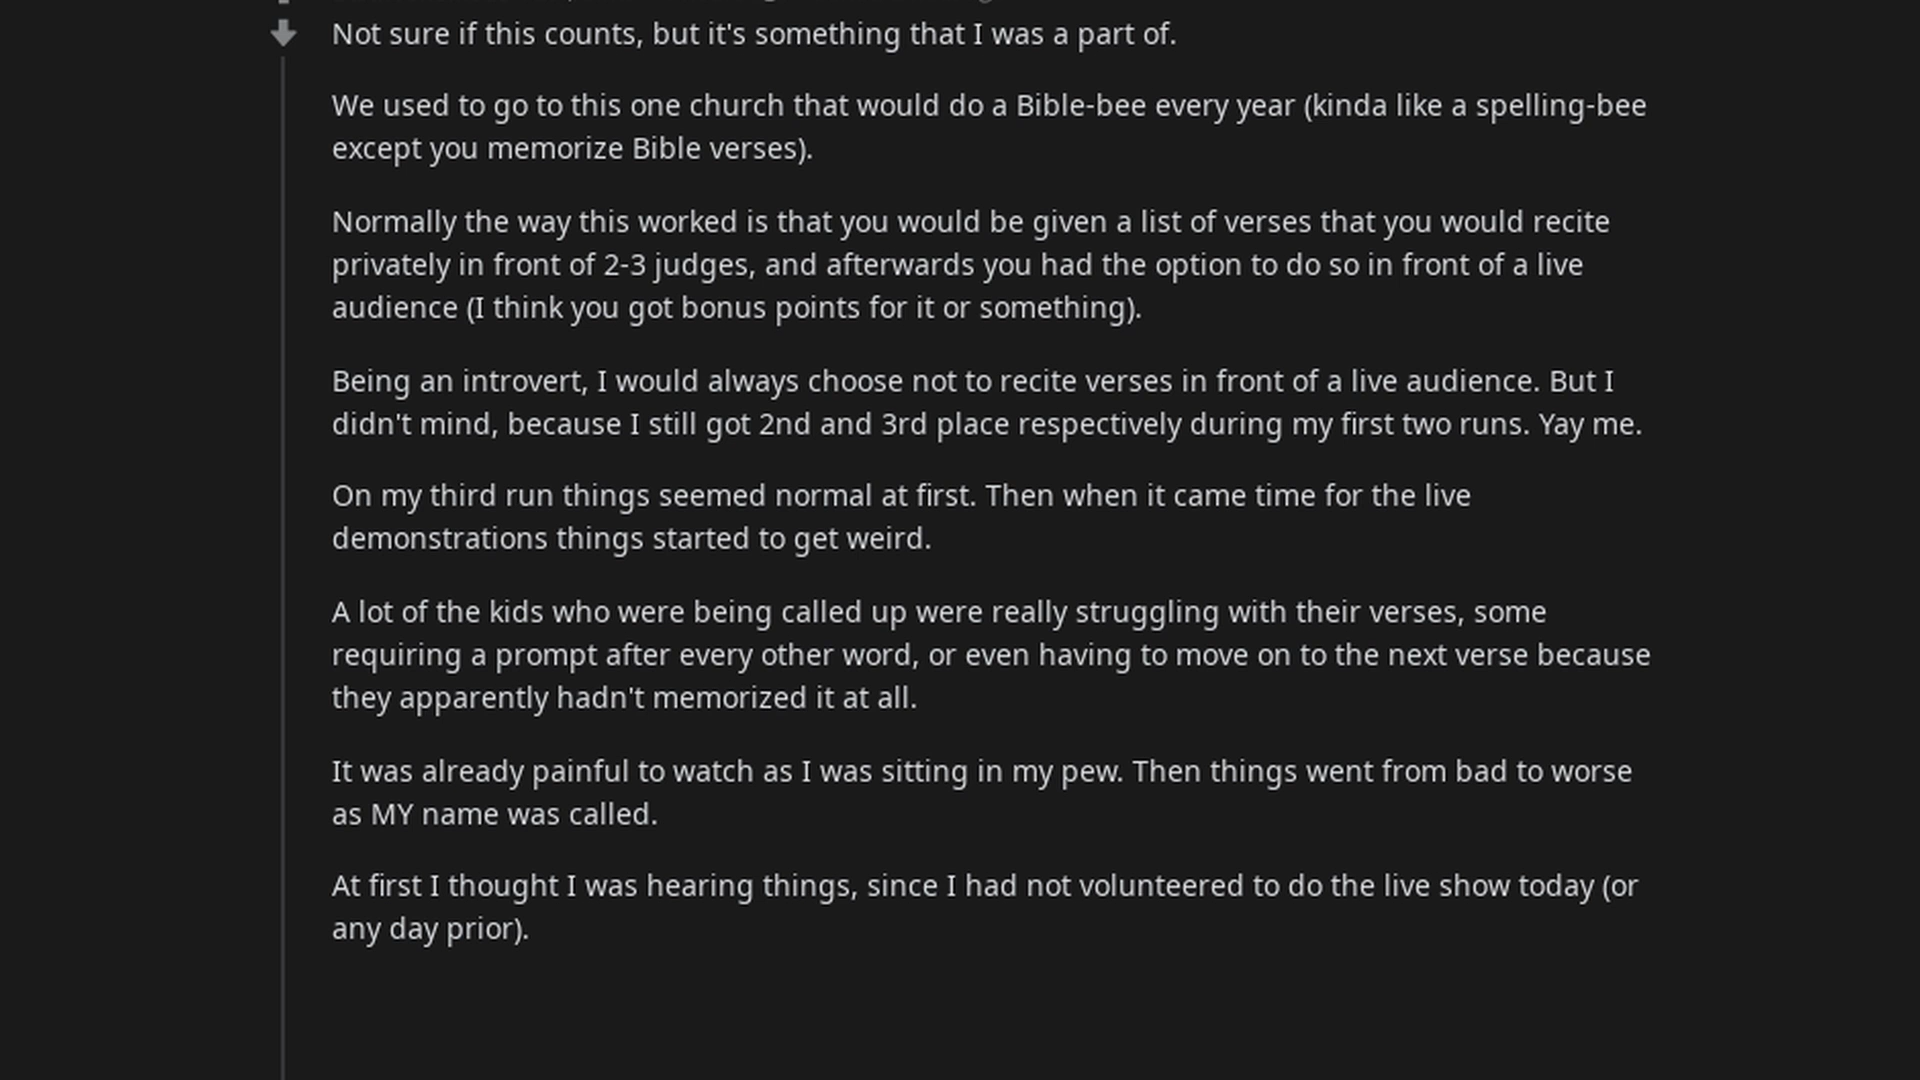 Not sure if this counts, but it's something that I was a part of.
We used to go to this one church that would do a Bible-bee every year (kinda like a spelling-bee
except you memorize Bible verses).
Normally the way this worked is that you would be given a list of verses that you would recite
privately in front of 2-3 judges, and afterwards you had the option to do so in front of a live
audience (I think you got bonus points for it or something).
Being an introvert, I would always choose not to recite verses in front of a live audience. But I
didn't mind, because I still got 2nd and 3rd place respectively during my first two runs. Yay me.
On my third run things seemed normal at first. Then when it came time for the live
demonstrations things started to get weird.
A lot of the kids who were being called up were really struggling with their verses, some
requiring a prompt after every other word, or even having to move on to the next verse because
they apparently hadn't memorized it at all.
It was already painful to watch as I was sitting in my pew. Then things went from bad to worse
as MY name was called.
At first I thought I was hearing things, since I had not volunteered to do the live show today (or
any day prior).